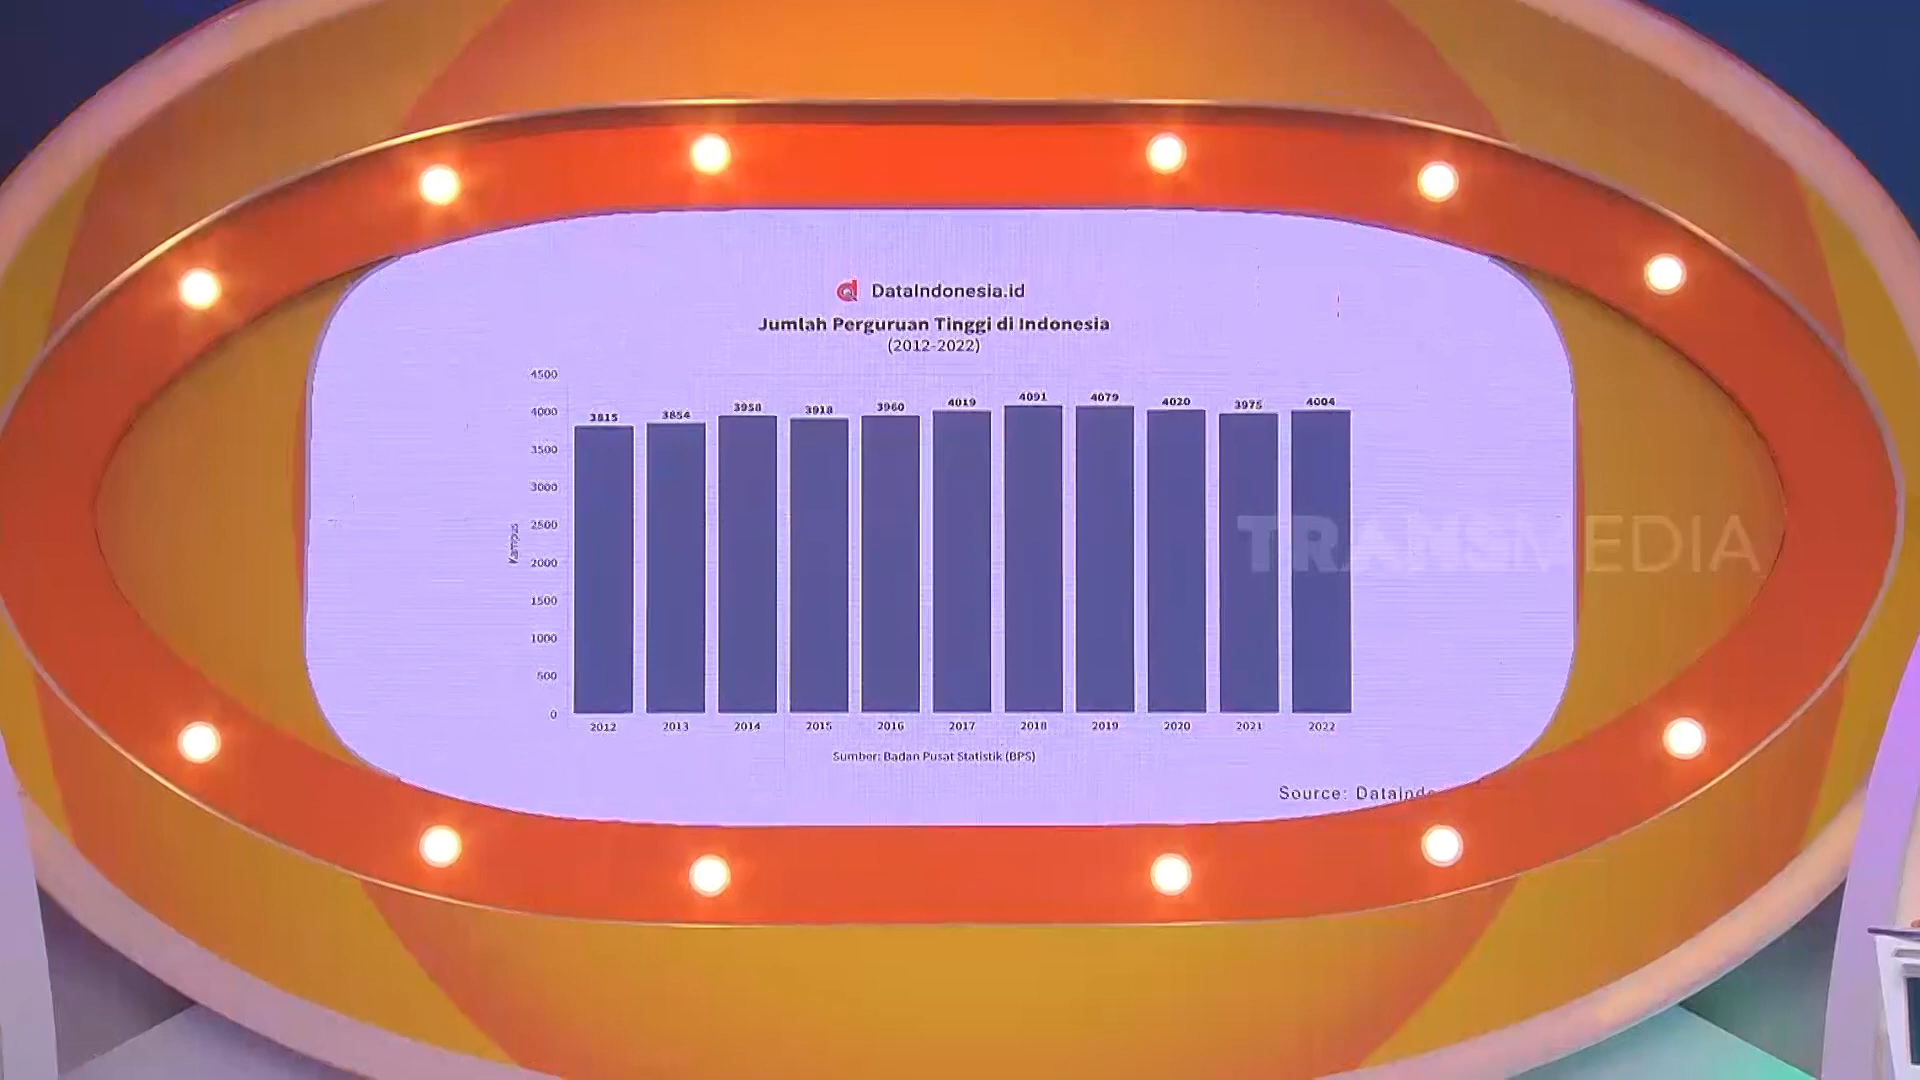 DataIndonesia.id
Jumlah Perguruan Tinggi di Indonesia
(2012-2022)
4500
4000
3500
3000
2500
2000
1500
1000
500
0
Kampus
3815 3854 3958 3918 3960 4019 4091 4079 4020 3975 4004
2012 2013 2014 2015 2016 2017 2018 2019 2020 2021 2022
Sumber: Badan Pusat Statistik (BPS)
Source: DataInd
TRANSMEDIA